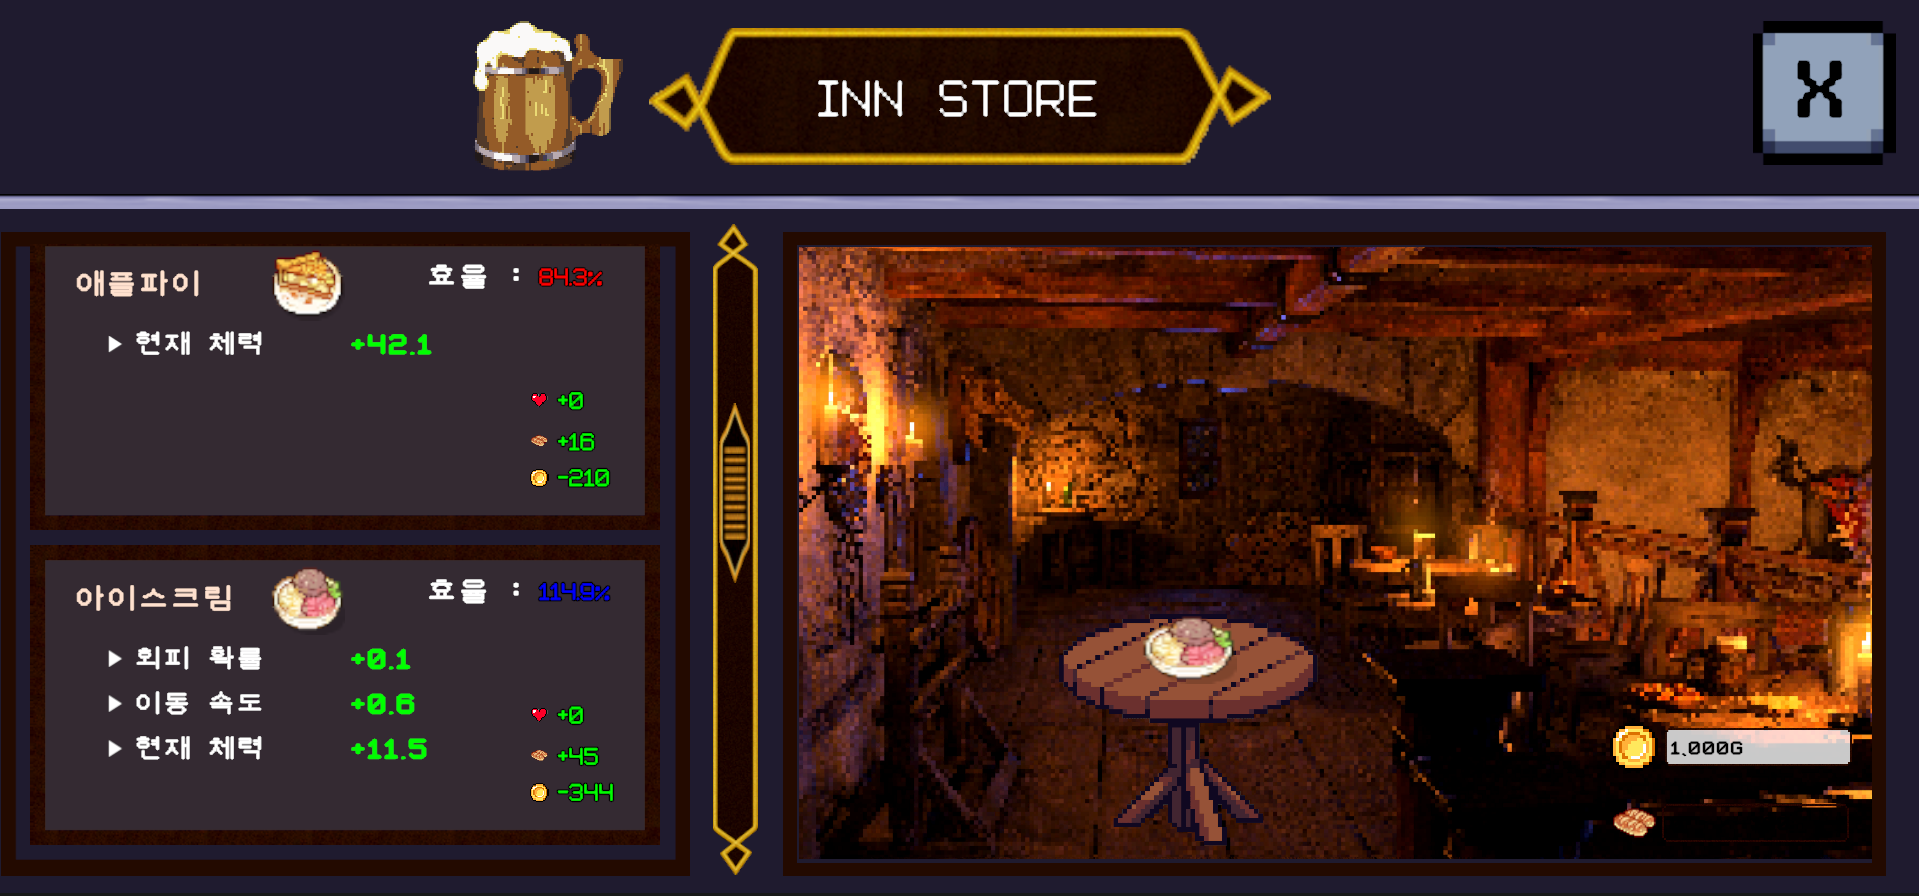 INN STORE
X
애플파이 효율 : 84.3%
▶ 현재 체력 +42.1
+0
+16
-210
아이스크림 효율 : 114.9%
▶ 회피 확률 +0.1
▶ 이동 속도 +0.6
▶ 현재 체력 +11.5
+0
+45
-344
1,000G